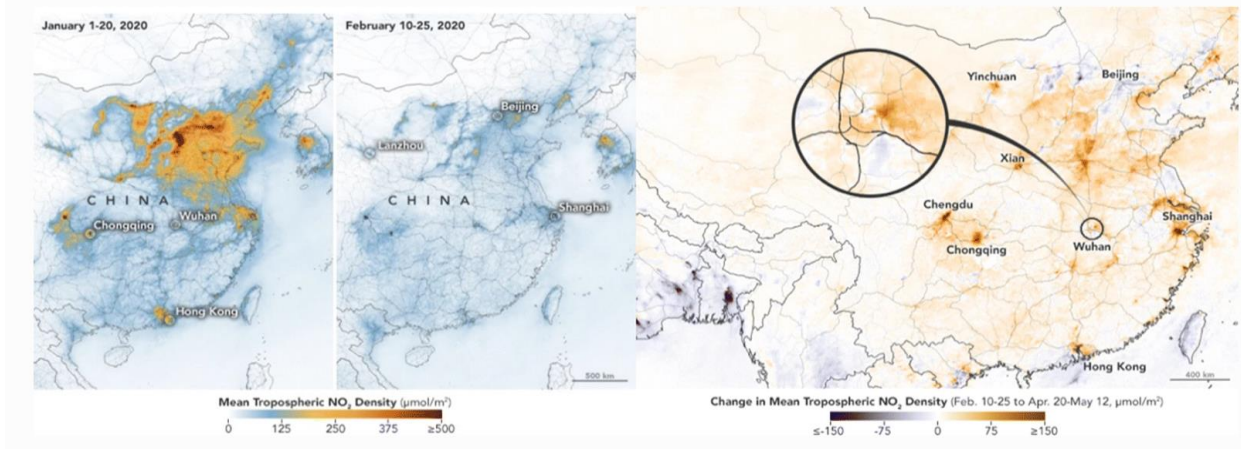 January 1-20, 2020
CHINA
Chongqing
Wuhan
Hong Kong
February 10-25, 2020
Beijing
Lanzhou
CHINA
Shanghai
500 km
Mean Tropospheric NO₂ Density (μmol/m²)
0 125 250 375 ≥500
Yinchuan
Beijing
Xian
Chengdu
Shanghai
Chongqing
Wuhan
Hong Kong
400 km
Change in Mean Tropospheric NO₂ Density (Feb. 10-25 to Apr. 20-May 12, μmol/m²)
≤-150 -75 0 75 ≥150